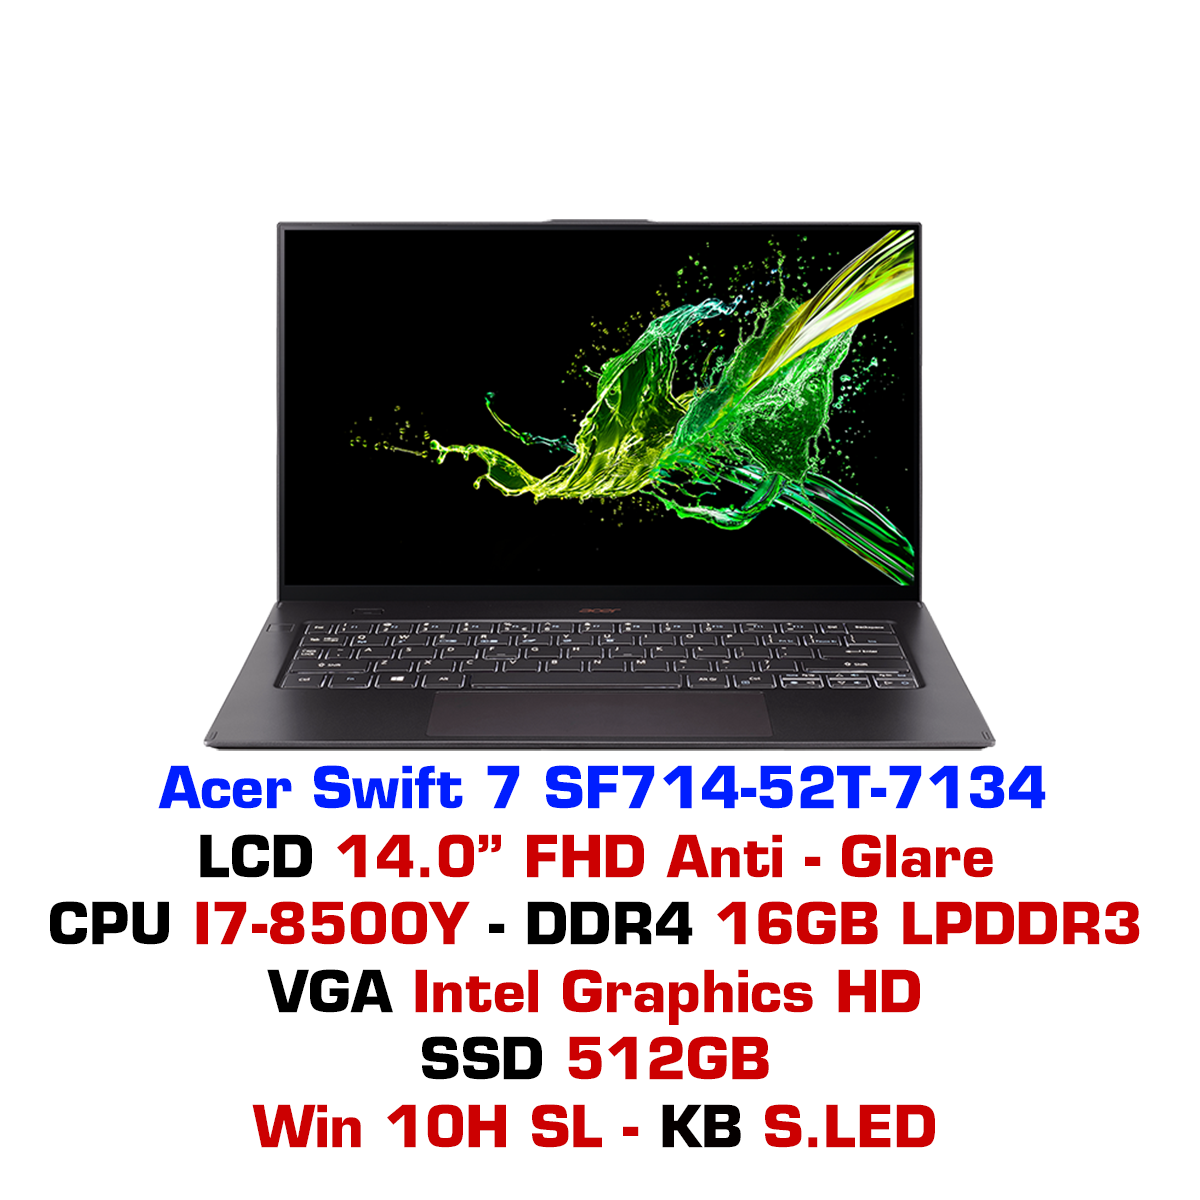 acer
Acer Swift 7 SF714-52T-7134
LCD 14.0” FHD Anti - Glare
CPU I7-8500Y - DDR4 16GB LPDDR3
VGA Intel Graphics HD
SSD 512GB
Win 10H SL - KB S.LED